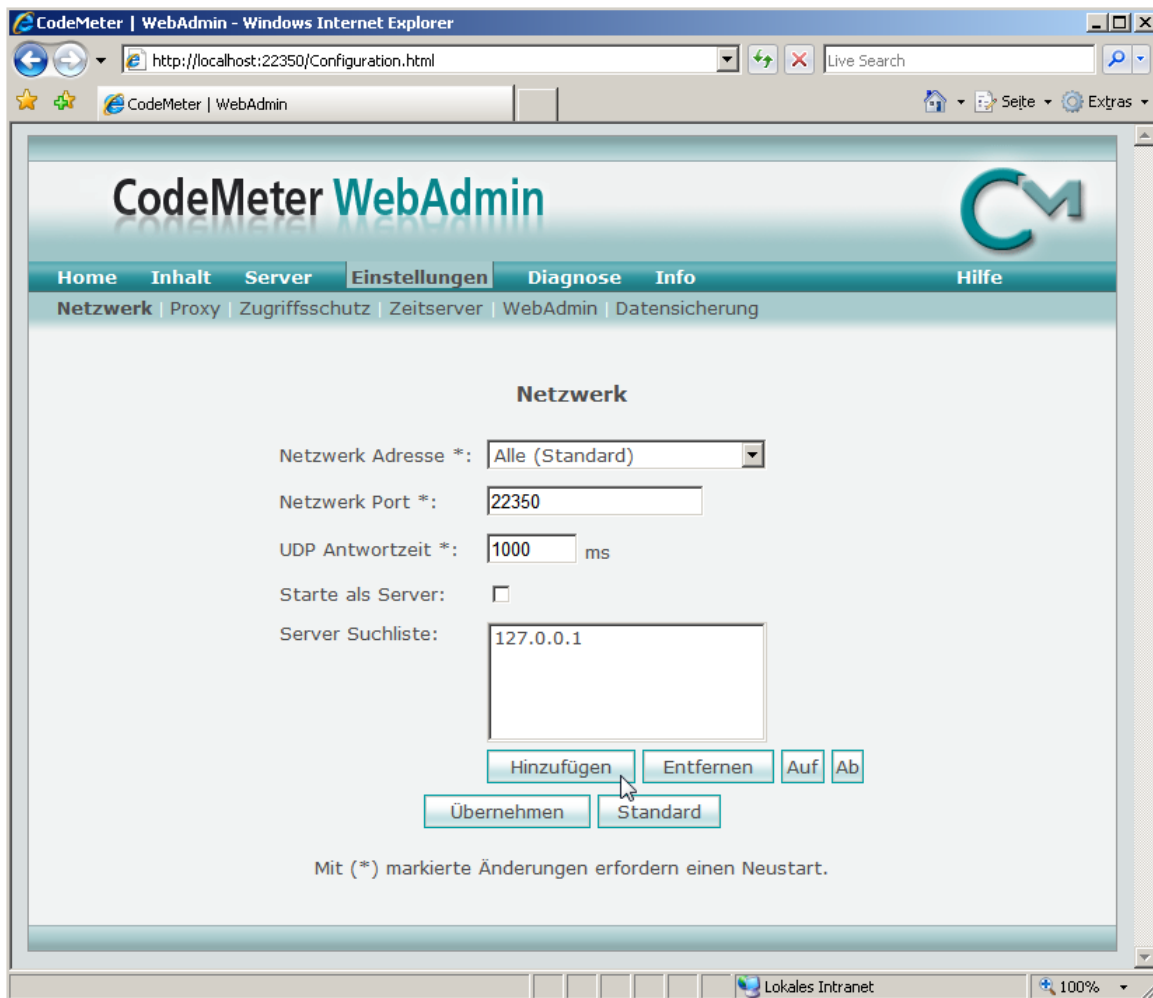 CodeMeter | WebAdmin - Windows Internet Explorer
http://localhost:22350/Configuration.html
Live Search
CodeMeter | WebAdmin
Seite
Extras
CodeMeter WebAdmin
CM
Home Inhalt Server Einstellungen Diagnose Info Hilfe
Netzwerk | Proxy | Zugriffsschutz | Zeitserver | WebAdmin | Datensicherung
Netzwerk
Netzwerk Adresse *: Alle (Standard)
Netzwerk Port *: 22350
UDP Antwortzeit *: 1000 ms
Starte als Server:
Server Suchliste: 127.0.0.1
Hinzufügen Entfernen Auf Ab
Übernehmen Standard
Mit (*) markierte Änderungen erfordern einen Neustart.
Lokales Intranet 100%